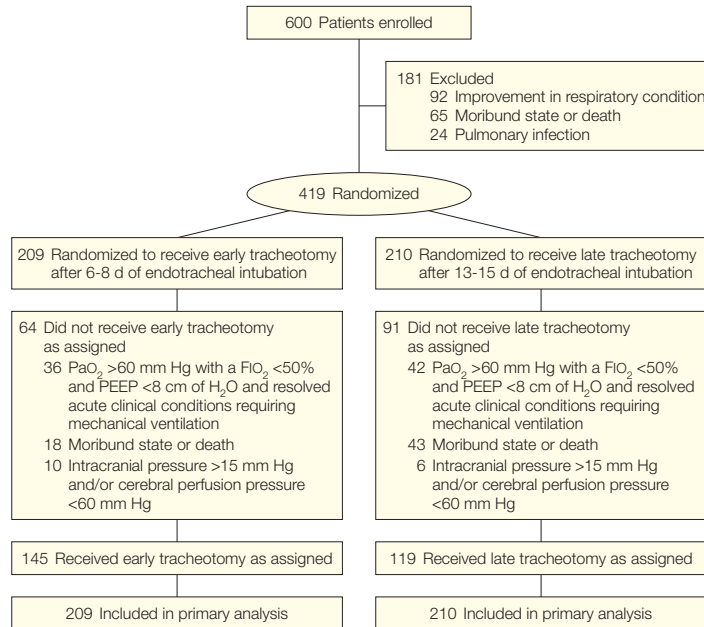 600 Patients enrolled
181 Excluded
92 Improvement in respiratory condition
65 Moribund state or death
24 Pulmonary infection
419 Randomized
209 Randomized to receive early tracheotomy
after 6-8 d of endotracheal intubation
210 Randomized to receive late tracheotomy
after 13-15 d of endotracheal intubation
64 Did not receive early tracheotomy
as assigned
36 PaO₂ >60 mm Hg with a FIO₂ <50%
and PEEP <8 cm of H₂O and resolved
acute clinical conditions requiring
mechanical ventilation
18 Moribund state or death
10 Intracranial pressure >15 mm Hg
and/or cerebral perfusion pressure
<60 mm Hg
91 Did not receive late tracheotomy
as assigned
42 PaO₂ >60 mm Hg with a FIO₂ <50%
and PEEP <8 cm of H₂O and resolved
acute clinical conditions requiring
mechanical ventilation
43 Moribund state or death
6 Intracranial pressure >15 mm Hg
and/or cerebral perfusion pressure
<60 mm Hg
145 Received early tracheotomy as assigned
119 Received late tracheotomy as assigned
209 Included in primary analysis
210 Included in primary analysis